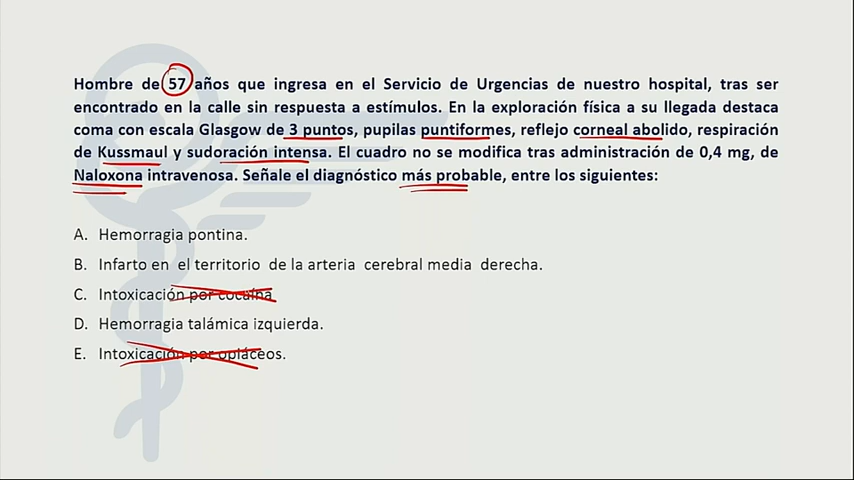 Hombre de 57 años que ingresa en el Servicio de Urgencias de nuestro hospital, tras ser
encontrado en la calle sin respuesta a estímulos. En la exploración física a su llegada destaca
coma con escala Glasgow de 3 puntos, pupilas puntiformes, reflejo corneal abolido, respiración
de Kussmaul y sudoración intensa. El cuadro no se modifica tras administración de 0,4 mg, de
Naloxona intravenosa. Señale el diagnóstico más probable, entre los siguientes:
A. Hemorragia pontina.
B. Infarto en el territorio de la arteria cerebral media derecha.
C. Intoxicación por cocaína
D. Hemorragia talámica izquierda.
E. Intoxicación por opiáceos.